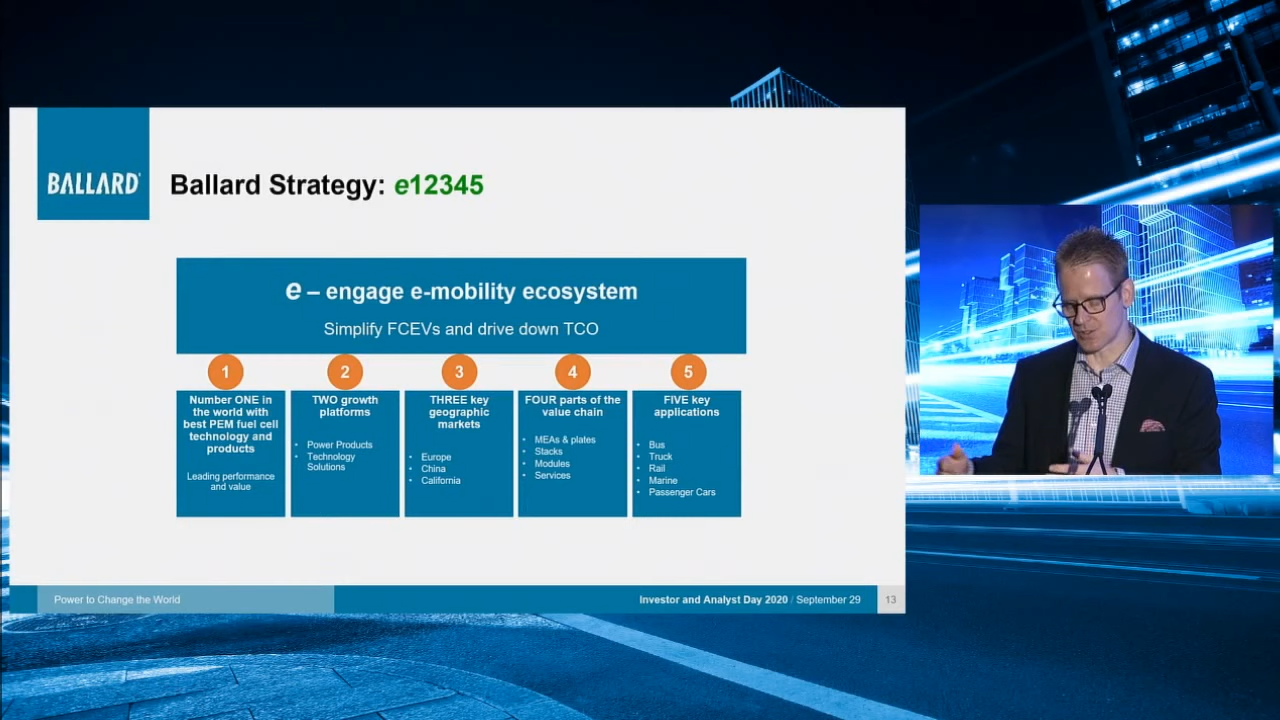 BALLARD
Ballard Strategy: e12345
e – engage e-mobility ecosystem
Simplify FCEVs and drive down TCO
1
Number ONE in
the world with
best PEM fuel cell
technology and
products
Leading performance
and value
2
TWO growth
platforms
• Power Products
• Technology
Solutions
3
THREE key
geographic
markets
• Europe
• China
• California
4
FOUR parts of the
value chain
• MEAs & plates
• Stacks
• Modules
• Services
5
FIVE key
applications
• Bus
• Truck
• Rail
• Marine
• Passenger Cars
Power to Change the World
Investor and Analyst Day 2020 / September 29
13